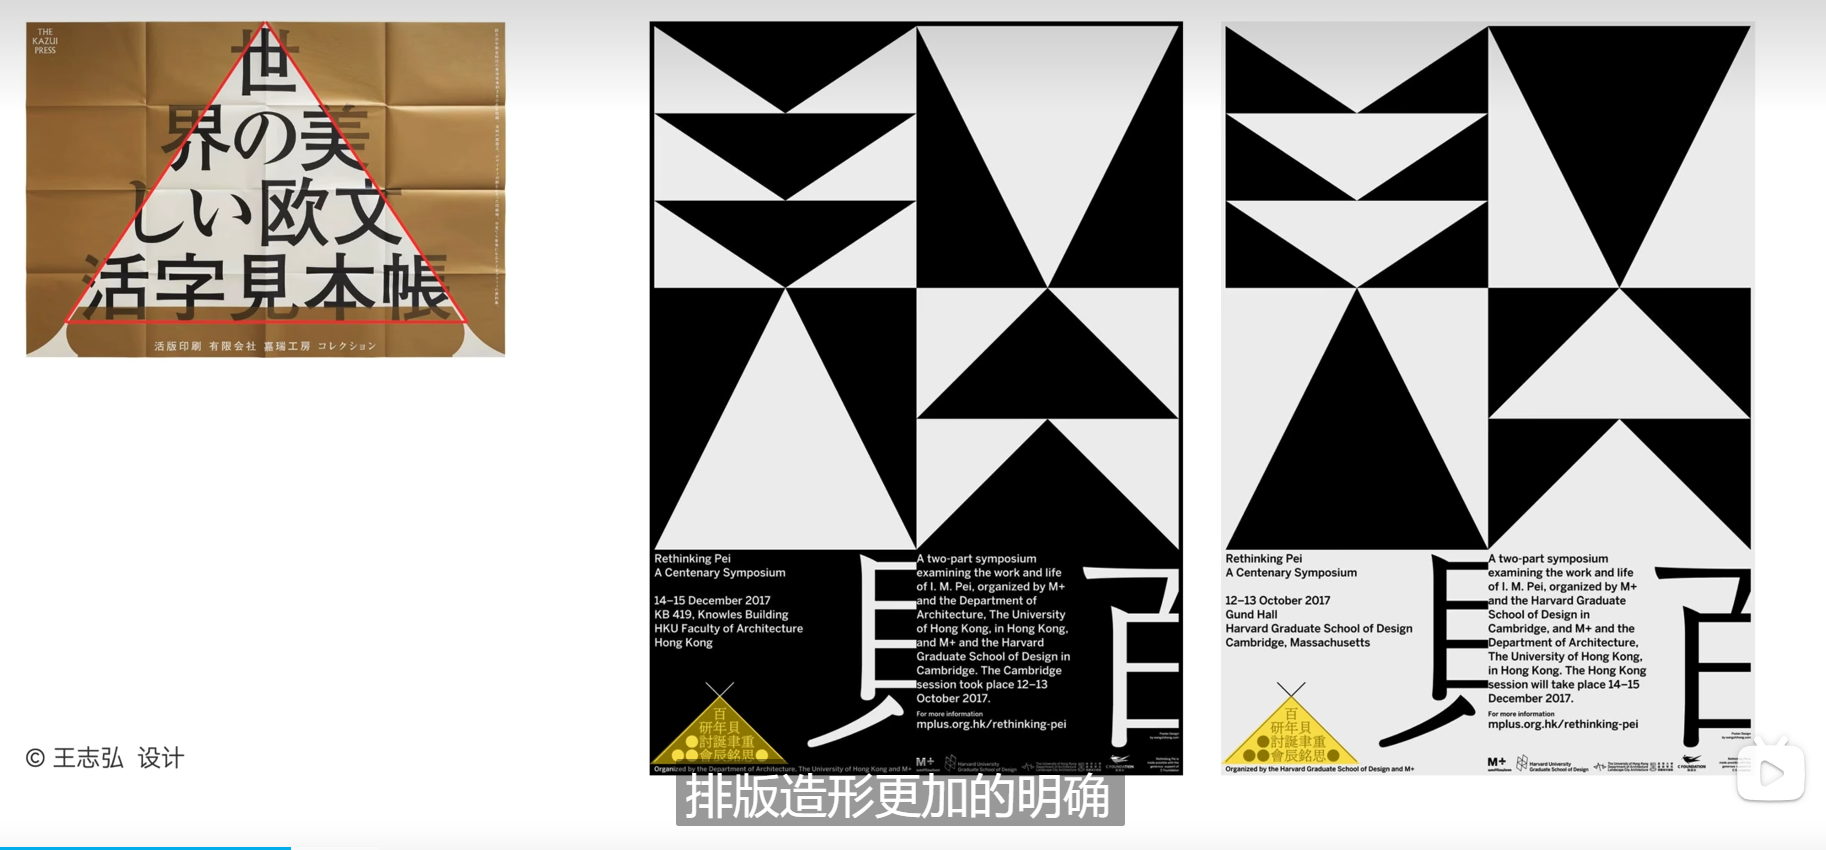 THE
KAZUI
PRESS
世
界の美
しい欧文
活字見本帳
活版印刷 有限会社 嘉瑞工房 コレクション
© 王志弘 设计
Rethinking Pei
A Centenary Symposium
14–15 December 2017
KB 419, Knowles Building
HKU Faculty of Architecture
Hong Kong
百
研年貝
討誕聿重
會辰銘思
Organized by the Department of Architecture, The University of Hong Kong and M+
A two-part symposium
examining the work and life
of I. M. Pei, organized by M+
and the Department of
Architecture, The University
of Hong Kong, in Hong Kong,
and M+ and the Harvard
Graduate School of Design in
Cambridge. The Cambridge
session took place 12–13
October 2017.
For more information
mplus.org.hk/rethinking-pei
M+
Harvard University
Graduate School of Design
Rethinking Pei
A Centenary Symposium
12–13 October 2017
Gund Hall
Harvard Graduate School of Design
Cambridge, Massachusetts
百
研年貝
討誕聿重
會辰銘思
Organized by the Harvard Graduate School of Design and M+
A two-part symposium
examining the work and life
of I. M. Pei, organized by M+
and the Harvard Graduate
School of Design in
Cambridge, and M+ and the
Department of Architecture,
The University of Hong Kong,
in Hong Kong. The Hong Kong
session will take place 14–15
December 2017.
For more information
mplus.org.hk/rethinking-pei
M+
Harvard University
Graduate School of Design
排版造形更加的明确